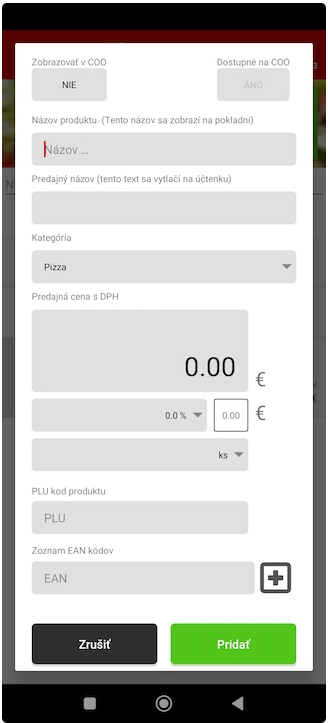 Zobrazovať v COO Dostupné na COO
NIE ÁNO
Názov produktu. (Tento názov sa zobrazí na pokladni)
Názov ...
Predajný názov (tento text sa vytlačí na účtenku)
Kategória
Pizza
Predajná cena s DPH
0.00 €
0.0 % 0.00 €
ks
PLU kod produktu
PLU
Zoznam EAN kódov
EAN
Zrušiť Pridať